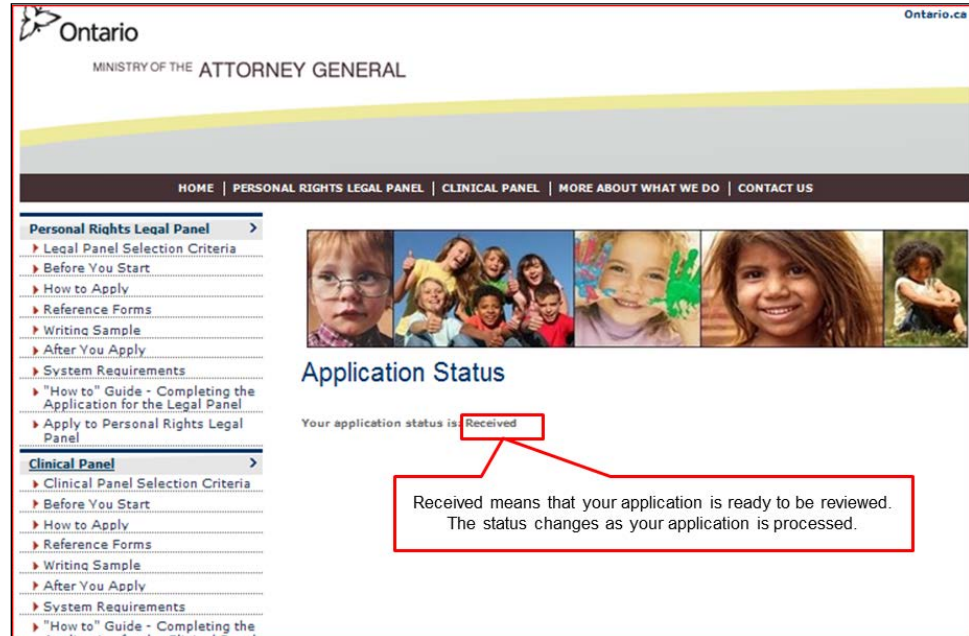 Ontario
Ontario.ca
MINISTRY OF THE ATTORNEY GENERAL
HOME | PERSONAL RIGHTS LEGAL PANEL | CLINICAL PANEL | MORE ABOUT WHAT WE DO | CONTACT US
Personal Rights Legal Panel >
Legal Panel Selection Criteria
Before You Start
How to Apply
Reference Forms
Writing Sample
After You Apply
System Requirements
"How to" Guide - Completing the
Application for the Legal Panel
Apply to Personal Rights Legal
Panel
Clinical Panel >
Clinical Panel Selection Criteria
Before You Start
How to Apply
Reference Forms
Writing Sample
After You Apply
System Requirements
"How to" Guide - Completing the
Application Status
Your application status is: Received
Received means that your application is ready to be reviewed.
The status changes as your application is processed.